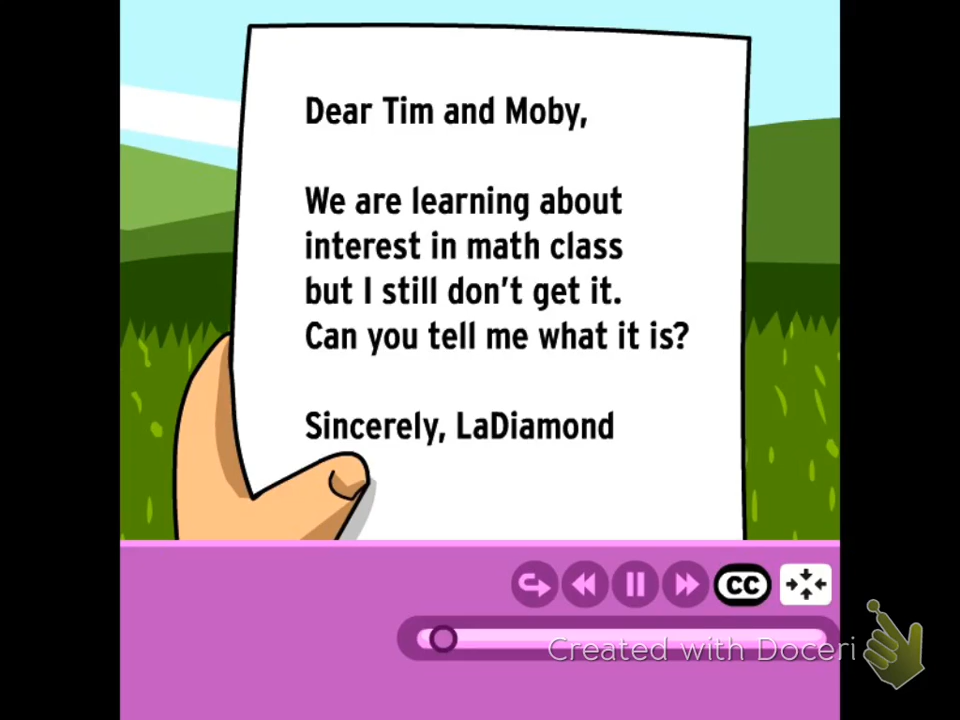 Dear Tim and Moby,
We are learning about
interest in math class
but I still don't get it.
Can you tell me what it is?
Sincerely, LaDiamond
CC
Created with Doceri